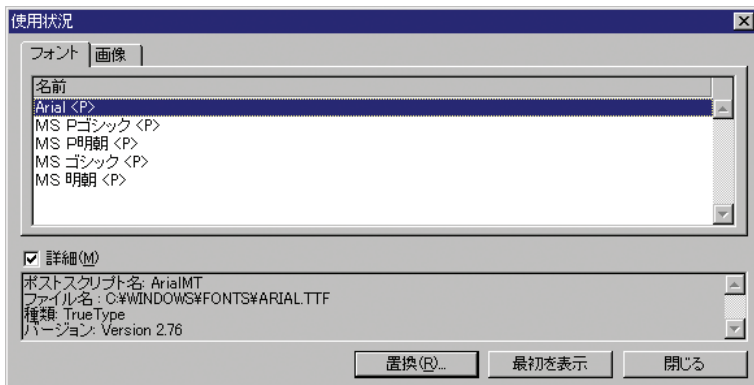 使用状況
フォント 画像
名前
Arial <P>
MS Pゴシック <P>
MS P明朝 <P>
MS ゴシック <P>
MS 明朝 <P>
詳細(M)
ポストスクリプト名: ArialMT
ファイル名 : C:¥WINDOWS¥FONTS¥ARIAL.TTF
種類: TrueType
バージョン: Version 2.76
置換(R)... 最初を表示 閉じる